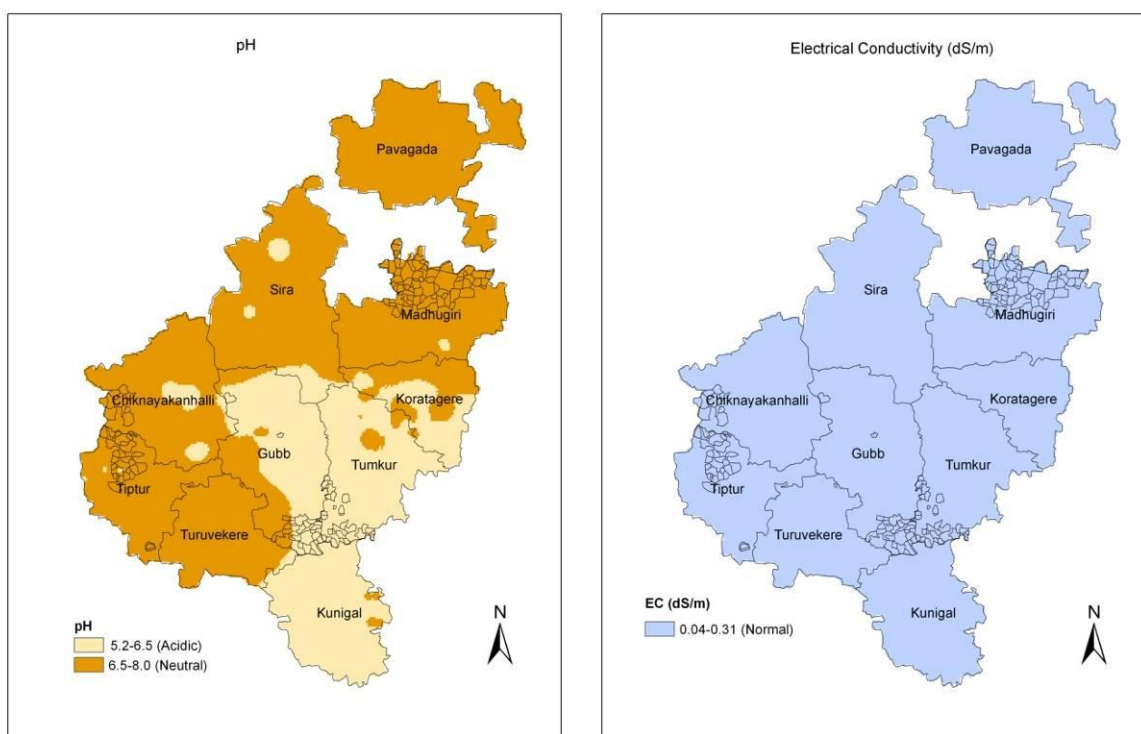 pH
Pavagada
Sira
Madhugiri
Chiknayakanhalli
Koratagere
Gubb
Tumkur
Tiptur
Turuvekere
Kunigal
N
pH
5.2-6.5 (Acidic)
6.5-8.0 (Neutral)
Electrical Conductivity (dS/m)
Pavagada
Sira
Madhugiri
Chiknayakanhalli
Koratagere
Gubb
Tumkur
Tiptur
Turuvekere
Kunigal
N
EC (dS/m)
0.04-0.31 (Normal)